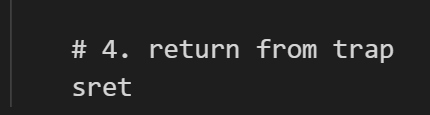 # 4. return from trap
sret